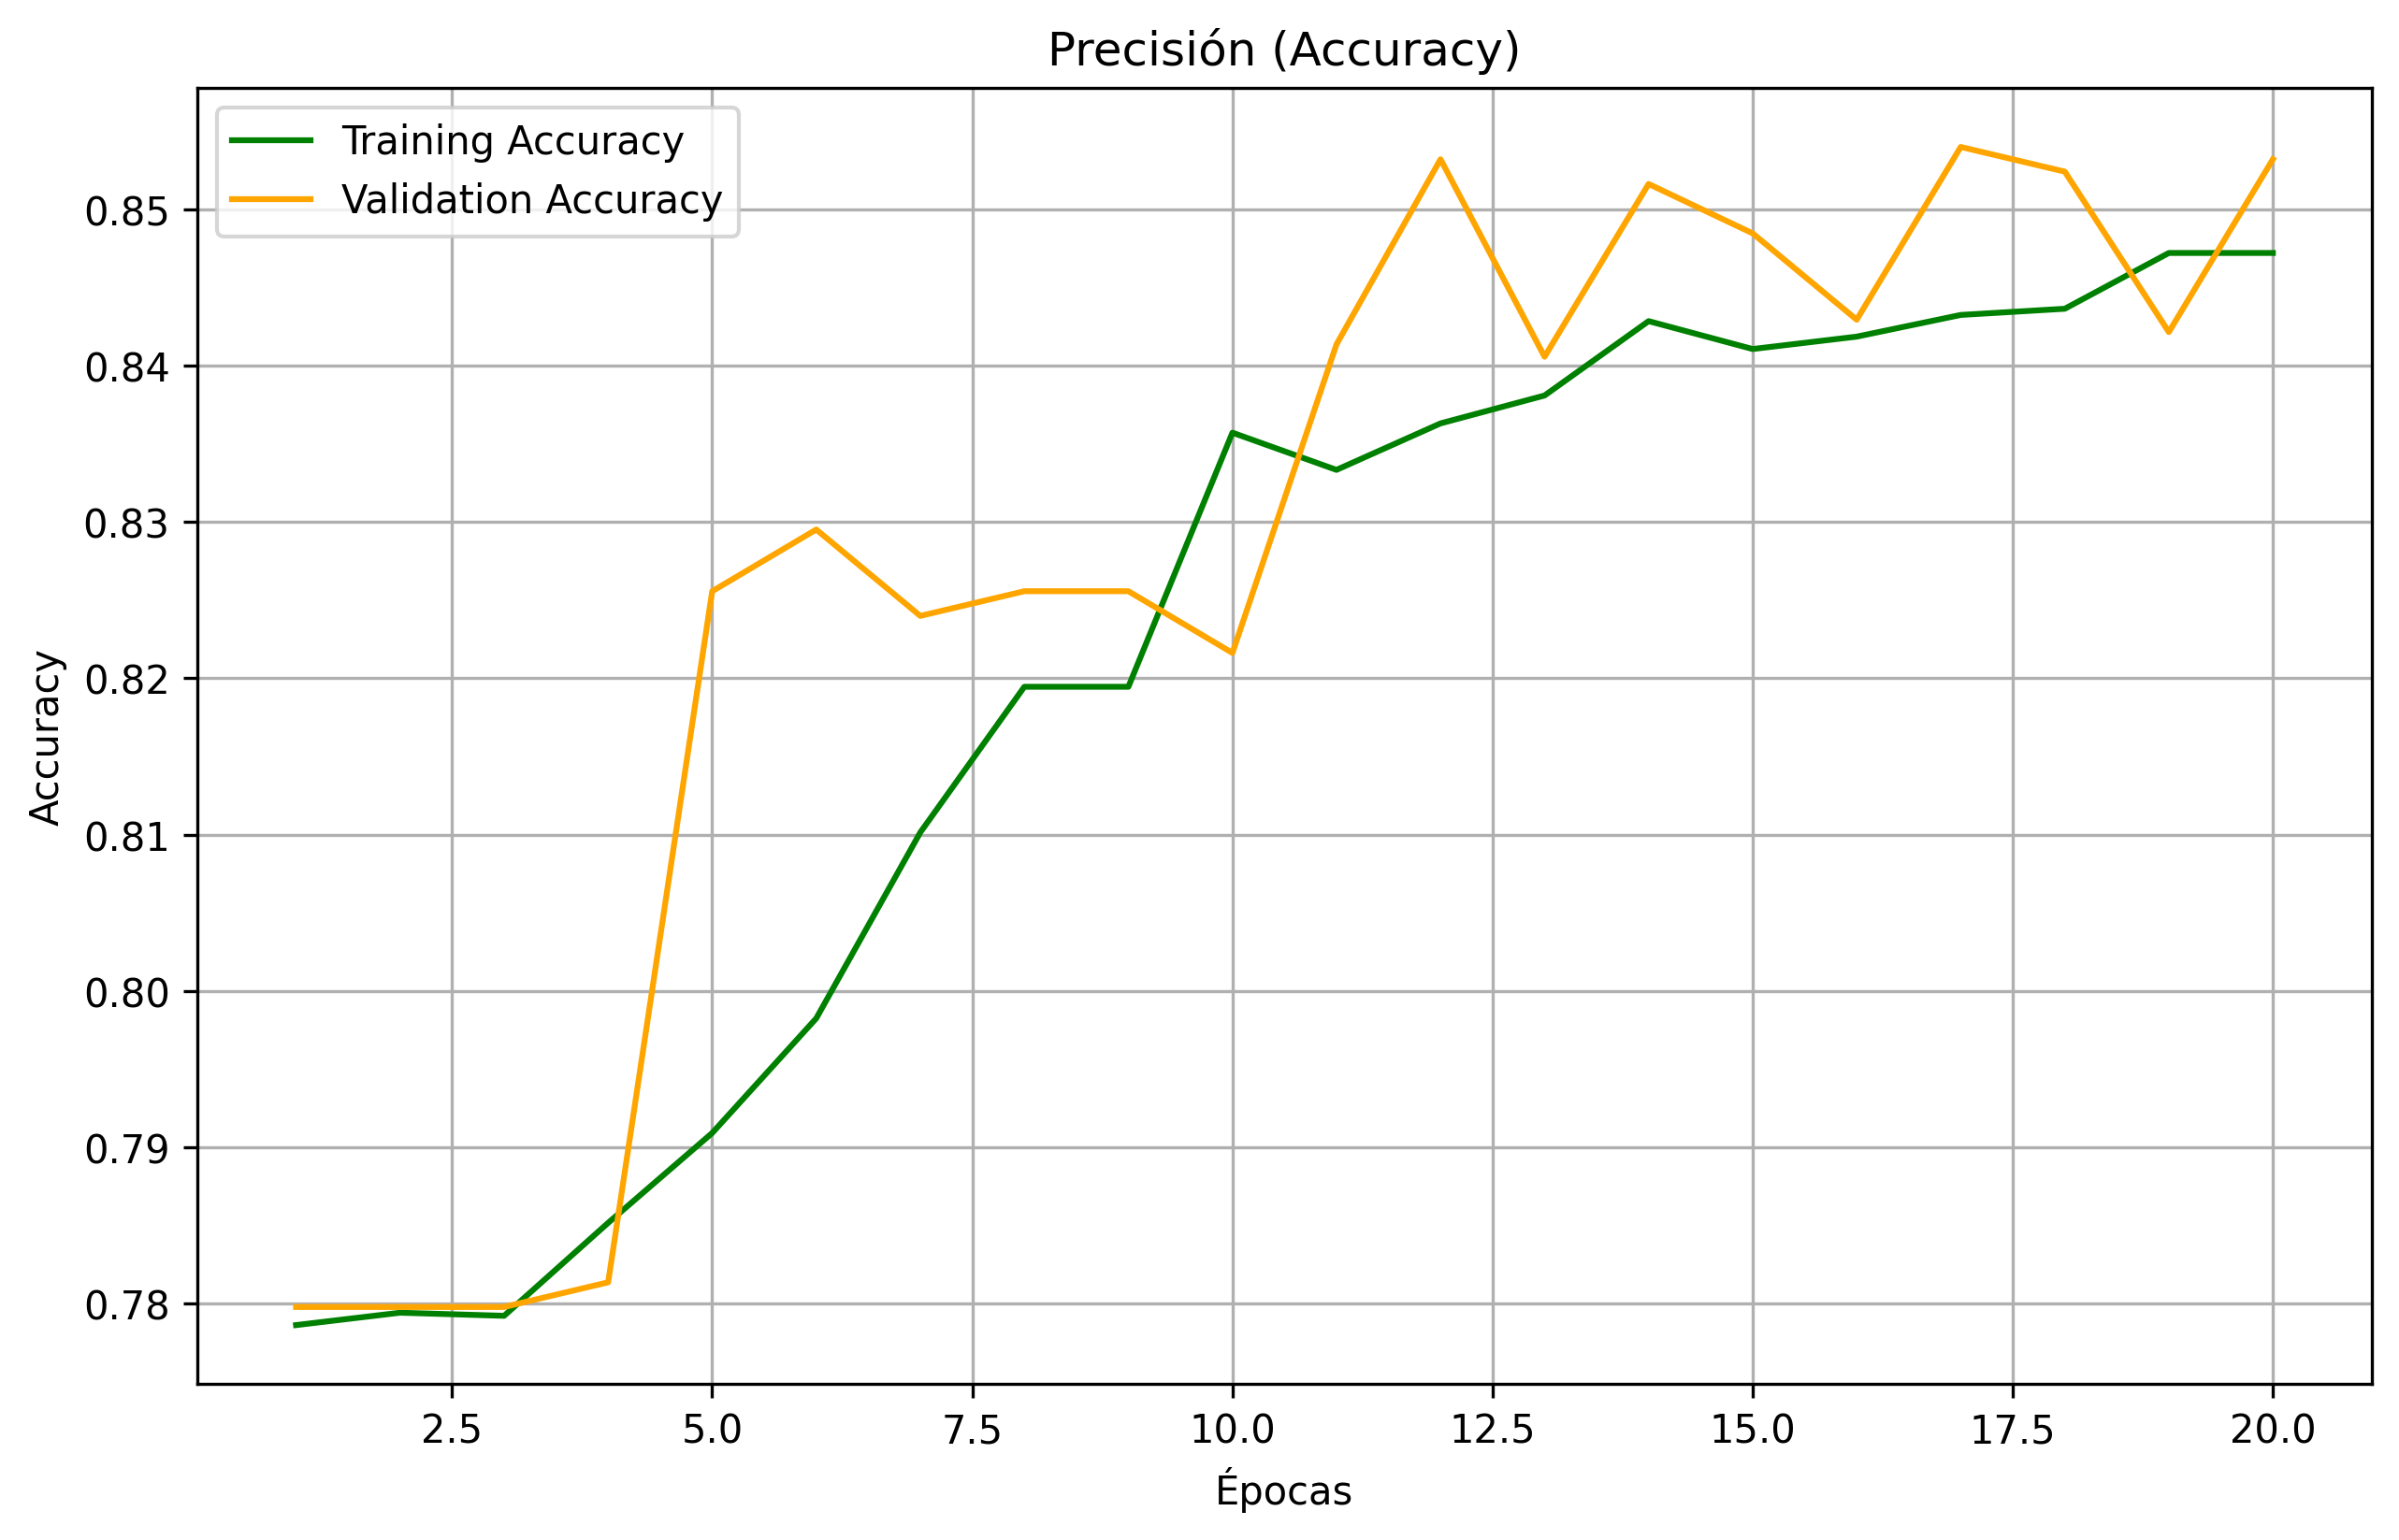 Precisión (Accuracy)
Training Accuracy
Validation Accuracy
0.85
0.84
0.83
0.82
0.81
0.80
0.79
0.78
Accuracy
2.5 5.0 7.5 10.0 12.5 15.0 17.5 20.0
Épocas